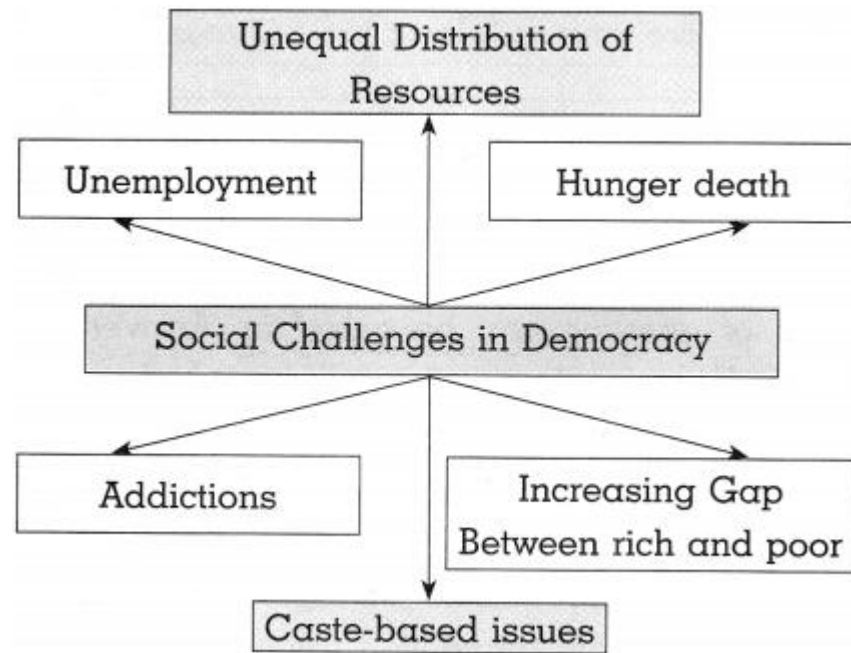 Unequal Distribution of
Resources
Unemployment
Hunger death
Social Challenges in Democracy
Addictions
Increasing Gap
Between rich and poor
Caste-based issues